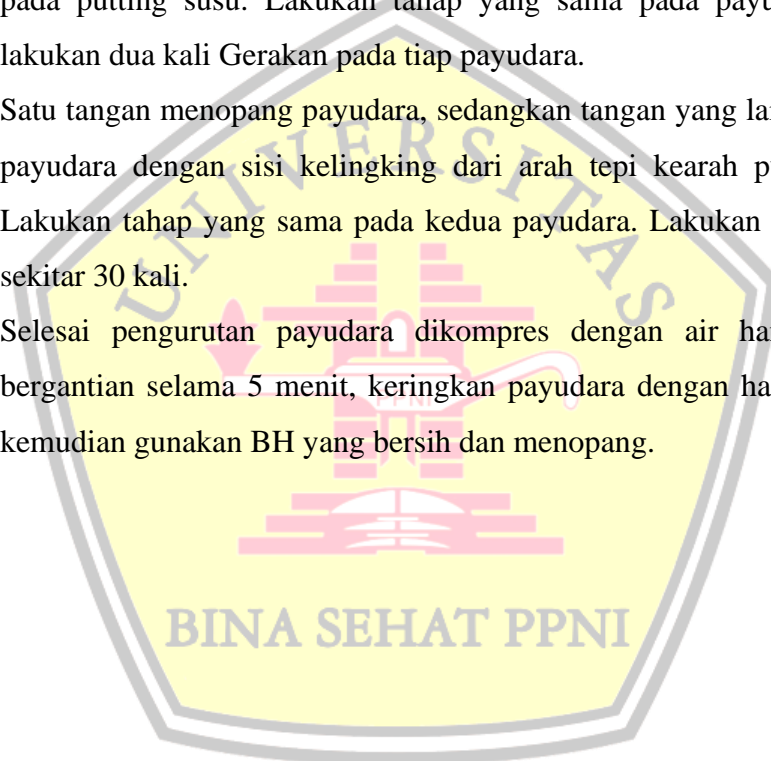 pada putting susu. Lakukan tahap yang sama pada payu
lakukan dua kali Gerakan pada tiap payudara.
Satu tangan menopang payudara, sedangkan tangan yang
payudara dengan sisi kelingking dari arah tepi kearah
Lakukan tahap yang sama pada kedua payudara. Lakukan
sekitar 30 kali.
Selesai pengurutan payudara dikompres dengan air
bergantian selama 5 menit, keringkan payudara dengan
kemudian gunakan BH yang bersih dan menopang.
UNIVERSITAS
PPNI
BINA SEHAT PPNI